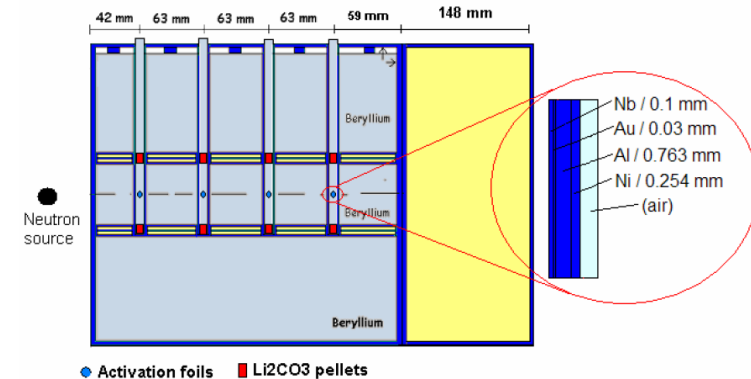 42 mm 63 mm 63 mm 63 mm 59 mm 148 mm
Beryllium
Nb / 0.1 mm
Au / 0.03 mm
Al / 0.763 mm
Ni / 0.254 mm
(air)
Beryllium
Neutron
source
Beryllium
Activation foils Li2CO3 pellets